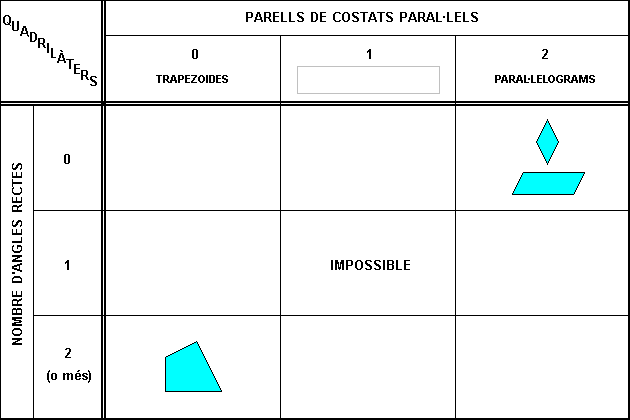 QUADRILÀTERS
PARELLS DE COSTATS PARAL·LELS
0
TRAPEZOIDES
1
2
PARAL·LELOGRAMS
NOMBRE D'ANGLES RECTES
0
1
IMPOSSIBLE
2
(o més)